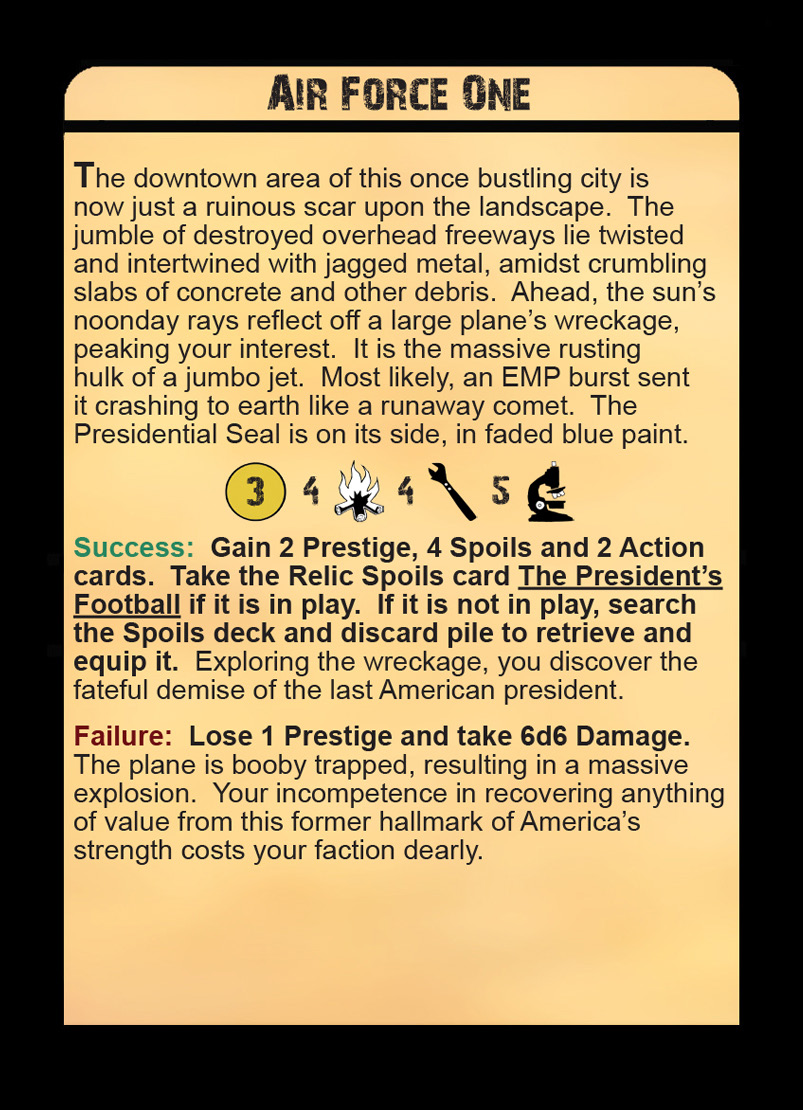 Air Force One
The downtown area of this once bustling city is
now just a ruinous scar upon the landscape.  The
jumble of destroyed overhead freeways lie twisted
and intertwined with jagged metal, amidst crumbling
slabs of concrete and other debris.  Ahead, the sun’s
noonday rays reflect off a large plane’s wreckage,
peaking your interest.  It is the massive rusting
hulk of a jumbo jet.  Most likely, an EMP burst sent
it crashing to earth like a runaway comet.  The
Presidential Seal is on its side, in faded blue paint.
3 4 4 5
Success:  Gain 2 Prestige, 4 Spoils and 2 Action
cards.  Take the Relic Spoils card The President’s
Football if it is in play.  If it is not in play, search
the Spoils deck and discard pile to retrieve and
equip it.  Exploring the wreckage, you discover the
fateful demise of the last American president.
Failure:  Lose 1 Prestige and take 6d6 Damage.
The plane is booby trapped, resulting in a massive
explosion.  Your incompetence in recovering anything
of value from this former hallmark of America’s
strength costs your faction dearly.